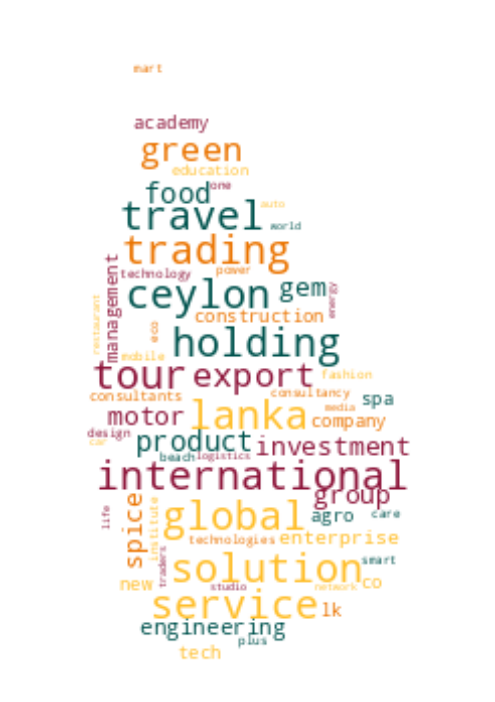 mart
academy
green
education
food one
travel auto
world
trading
technology power
management
ceylon gem energy
restaurant
construction
eco
holding
mobile
tour export fashion
consultants consultancy spa
motor lanka media company
design
car product investment
beach logistics
international
group
life spice institute global agro care
technologies enterprise
traders solution smart
new studio network co
service lk
engineering
plus
tech